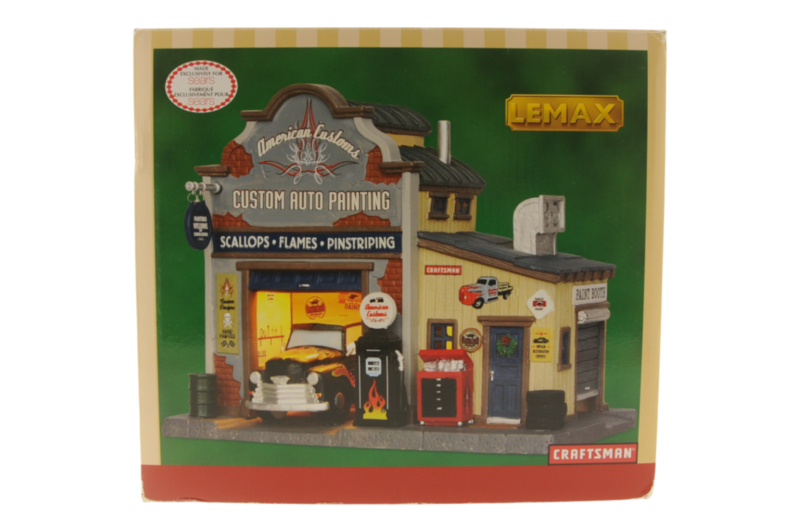 MADE
EXCLUSIVELY FOR
sears
FABRIQUÉ
EXCLUSIVEMENT POUR
sears
LEMAX
American Customs
CUSTOM AUTO PAINTING
SCALLOPS • FLAMES • PINSTRIPING
CRAFTSMAN
PAINT BOOTH
American
Customs
CRAFTSMAN